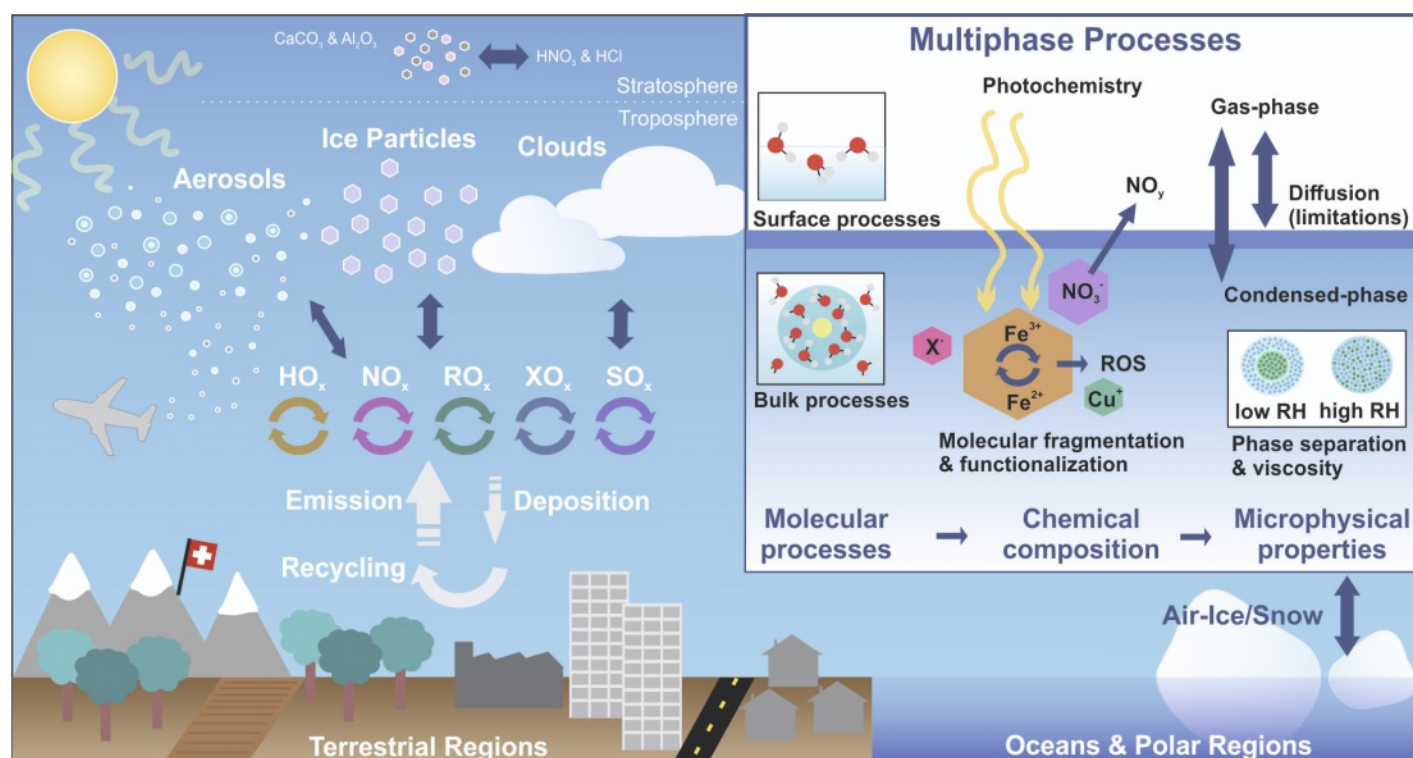 CaCO₃ & Al₂O₃
HNO₃ & HCl
Stratosphere
Troposphere
Ice Particles
Clouds
Aerosols
HOₓ
NOₓ
ROₓ
XOₓ
SOₓ
Emission
Deposition
Recycling
Terrestrial Regions
Multiphase Processes
Photochemistry
Gas-phase
Surface processes
NOᵧ
Diffusion
(limitations)
Bulk processes
X⁻
NO₃⁻
Fe³⁺
Fe²⁺
ROS
Cu⁺
Condensed-phase
low RH
high RH
Molecular fragmentation
& functionalization
Phase separation
& viscosity
Molecular
processes
Chemical
composition
Microphysical
properties
Air-Ice/Snow
Oceans & Polar Regions